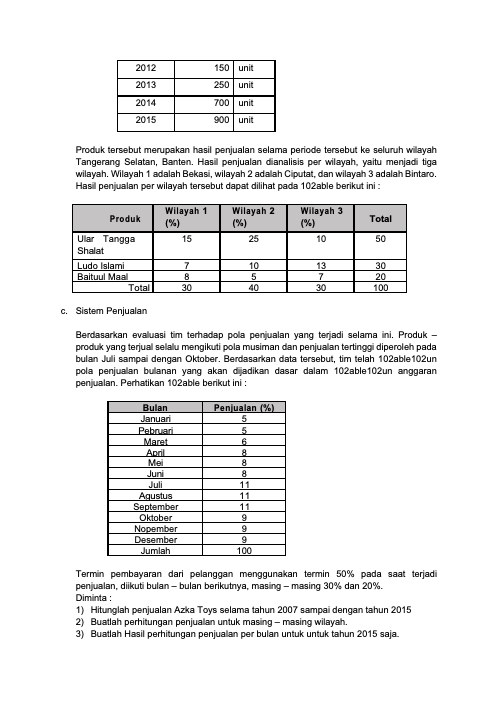 2012 150 unit
2013 250 unit
2014 700 unit
2015 900 unit
Produk tersebut merupakan hasil penjualan selama periode tersebut ke seluruh wilayah
Tangerang Selatan, Banten. Hasil penjualan dianalisis per wilayah, yaitu menjadi tiga
wilayah. Wilayah 1 adalah Bekasi, wilayah 2 adalah Ciputat, dan wilayah 3 adalah Bintaro.
Hasil penjualan per wilayah tersebut dapat dilihat pada 102able berikut ini :
Produk Wilayah 1 (%) Wilayah 2 (%) Wilayah 3 (%) Total
Ular Tangga 15 25 10 50
Shalat
Ludo Islami 7 10 13 30
Baituul Maal 8 5 7 20
Total 30 40 30 100
c. Sistem Penjualan
Berdasarkan evaluasi tim terhadap pola penjualan yang terjadi selama ini. Produk –
produk yang terjual selalu mengikuti pola musiman dan penjualan tertinggi diperoleh pada
bulan Juli sampai dengan Oktober. Berdasarkan data tersebut, tim telah 102able102un
pola penjualan bulanan yang akan dijadikan dasar dalam 102able102un anggaran
penjualan. Perhatikan 102able berikut ini :
Bulan Penjualan (%)
Januari 5
Pebruari 5
Maret 6
April 8
Mei 8
Juni 8
Juli 11
Agustus 11
September 11
Oktober 9
Nopember 9
Desember 9
Jumlah 100
Termin pembayaran dari pelanggan menggunakan termin 50% pada saat terjadi
penjualan, diikuti bulan – bulan berikutnya, masing – masing 30% dan 20%.
Diminta :
1) Hitunglah penjualan Azka Toys selama tahun 2007 sampai dengan tahun 2015
2) Buatlah perhitungan penjualan untuk masing – masing wilayah.
3) Buatlah Hasil perhitungan penjualan per bulan untuk untuk tahun 2015 saja.